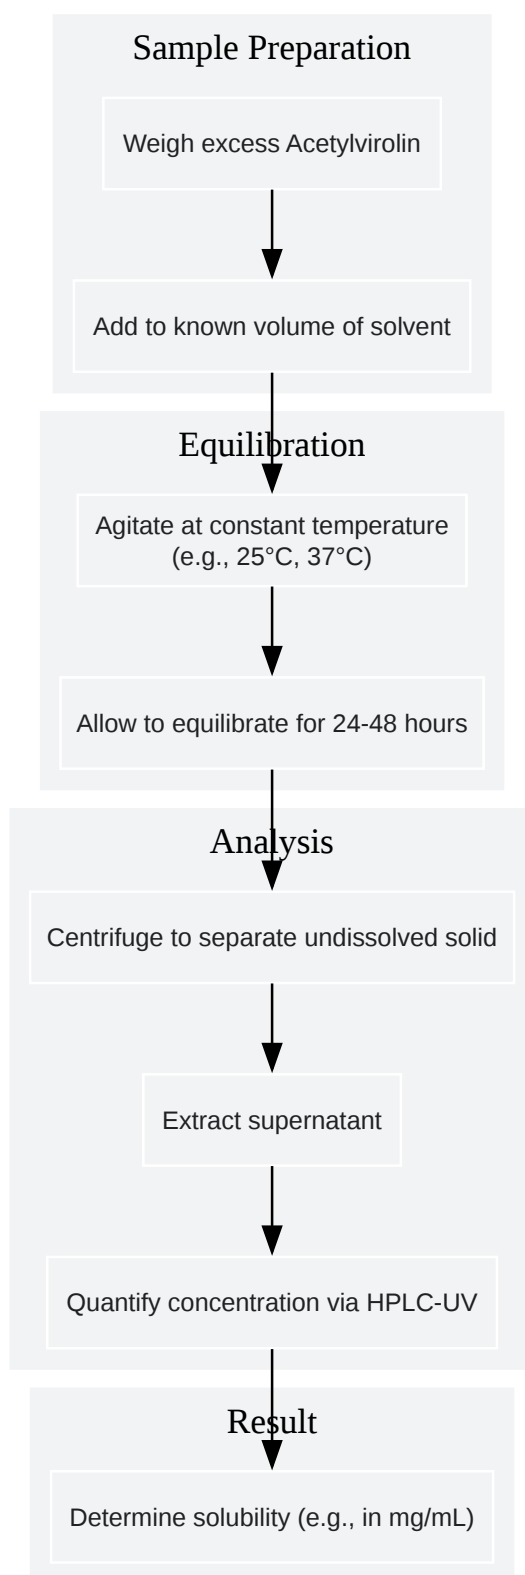 Sample Preparation
Weigh excess Acetylvirolin
Add to known volume of solvent
Equilibration
Agitate at constant temperature
(e.g., 25°C, 37°C)
Allow to equilibrate for 24-48 hours
Analysis
Centrifuge to separate undissolved solid
Extract supernatant
Quantify concentration via HPLC-UV
Result
Determine solubility (e.g., in mg/mL)